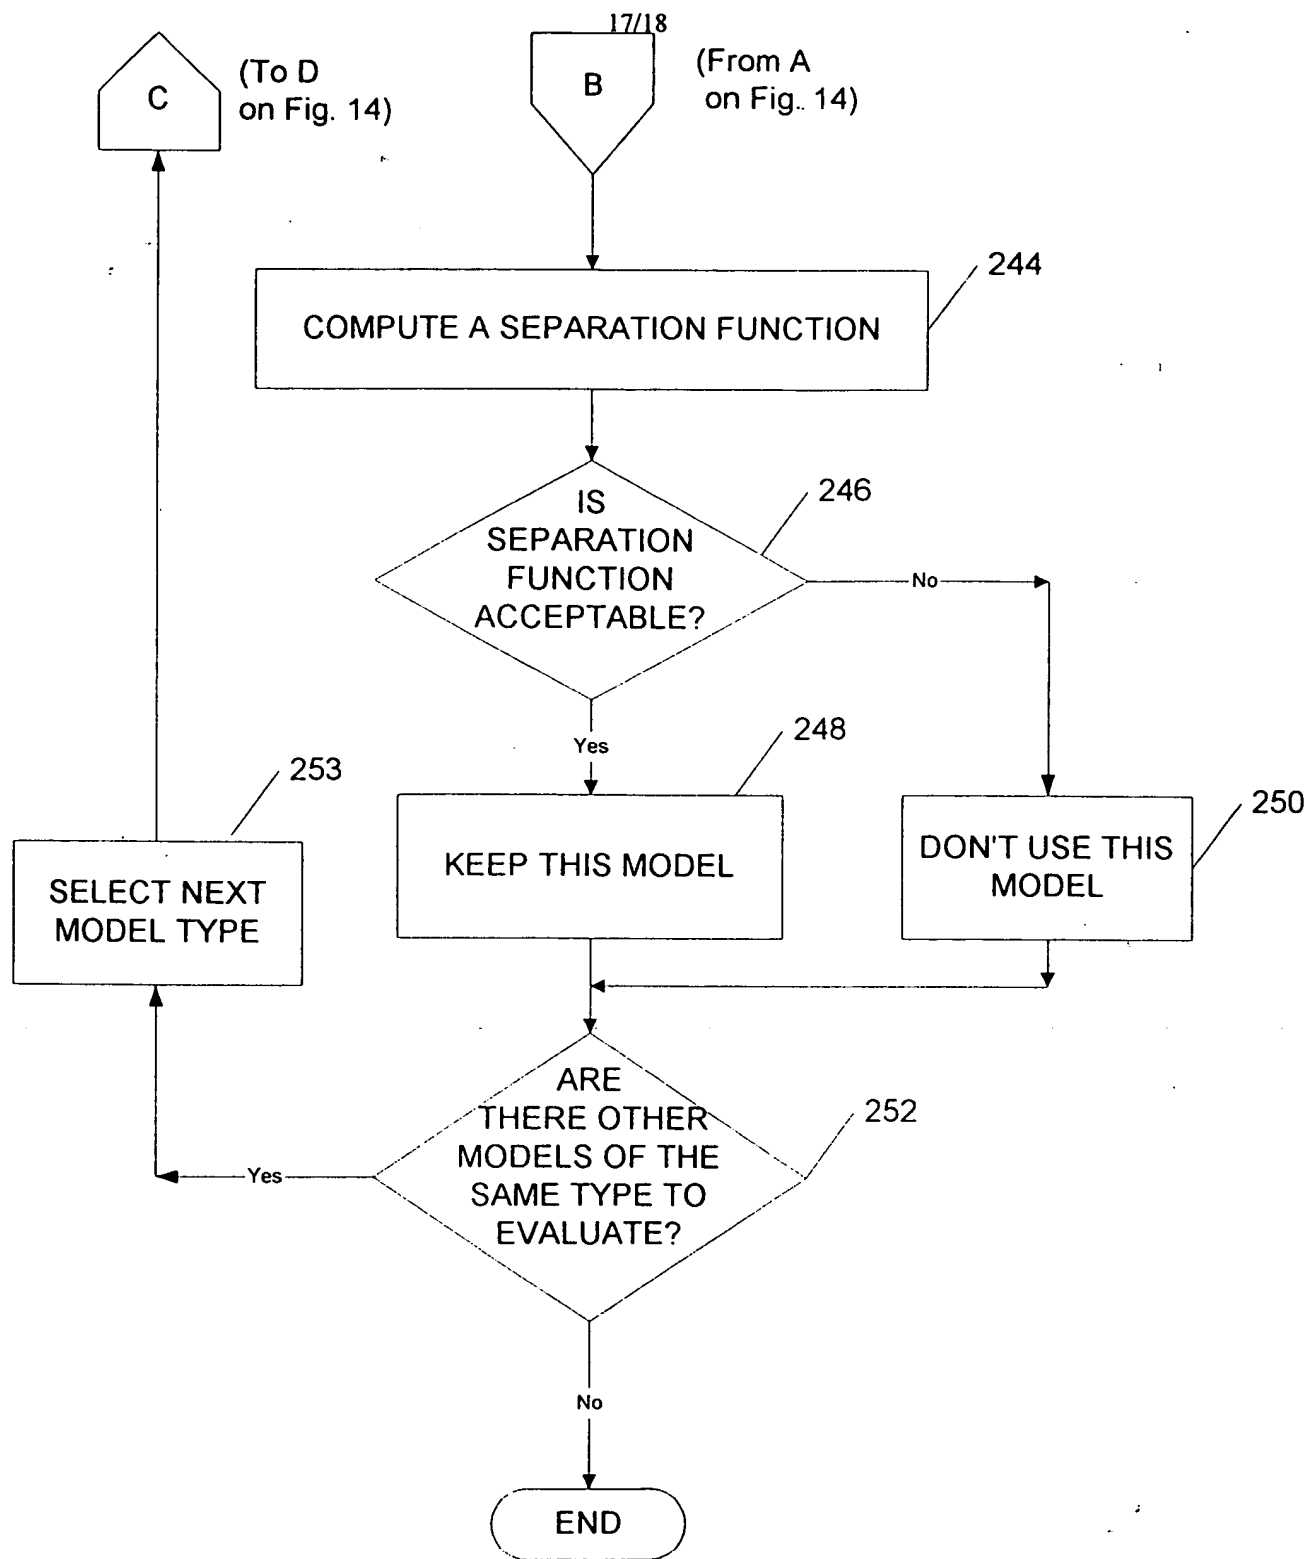 17/18
C
(To D
on Fig. 14)
B
(From A
on Fig. 14)
244
COMPUTE A SEPARATION FUNCTION
246
IS
SEPARATION
FUNCTION
ACCEPTABLE?
No
Yes
248
253
250
KEEP THIS MODEL
DON'T USE THIS
MODEL
SELECT NEXT
MODEL TYPE
252
ARE
THERE OTHER
MODELS OF THE
SAME TYPE TO
EVALUATE?
Yes
No
END